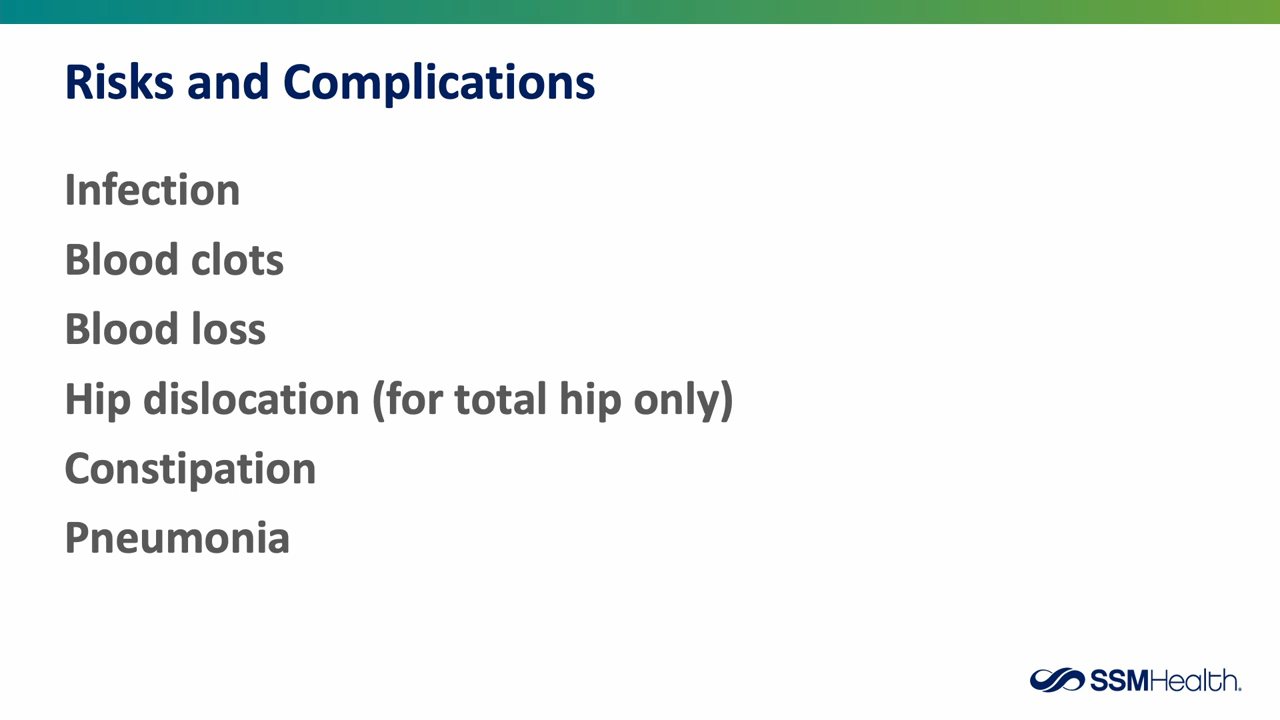 Risks and Complications
Infection
Blood clots
Blood loss
Hip dislocation (for total hip only)
Constipation
Pneumonia
SSMHealth.